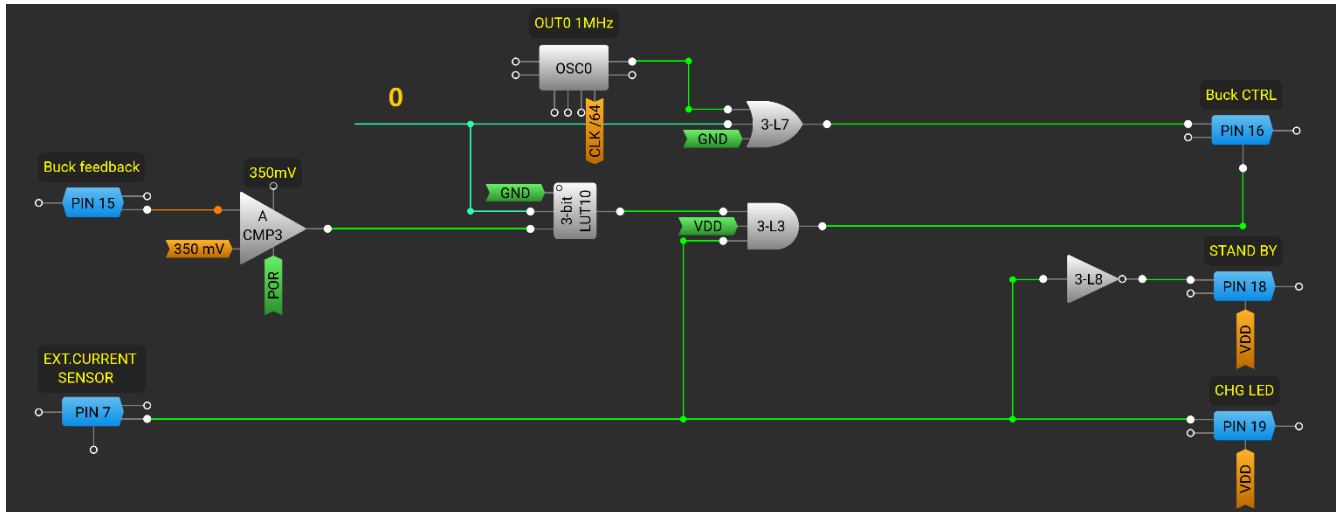 OUT0 1MHz
OSC0
CLK /64
0
3-L7
GND
Buck CTRL
PIN 16
Buck feedback
PIN 15
350mV
A
CMP3
350 mV
POR
GND
3-bit
LUT10
VDD
3-L3
STAND BY
3-L8
PIN 18
VDD
EXT.CURRENT
SENSOR
PIN 7
CHG LED
PIN 19
VDD